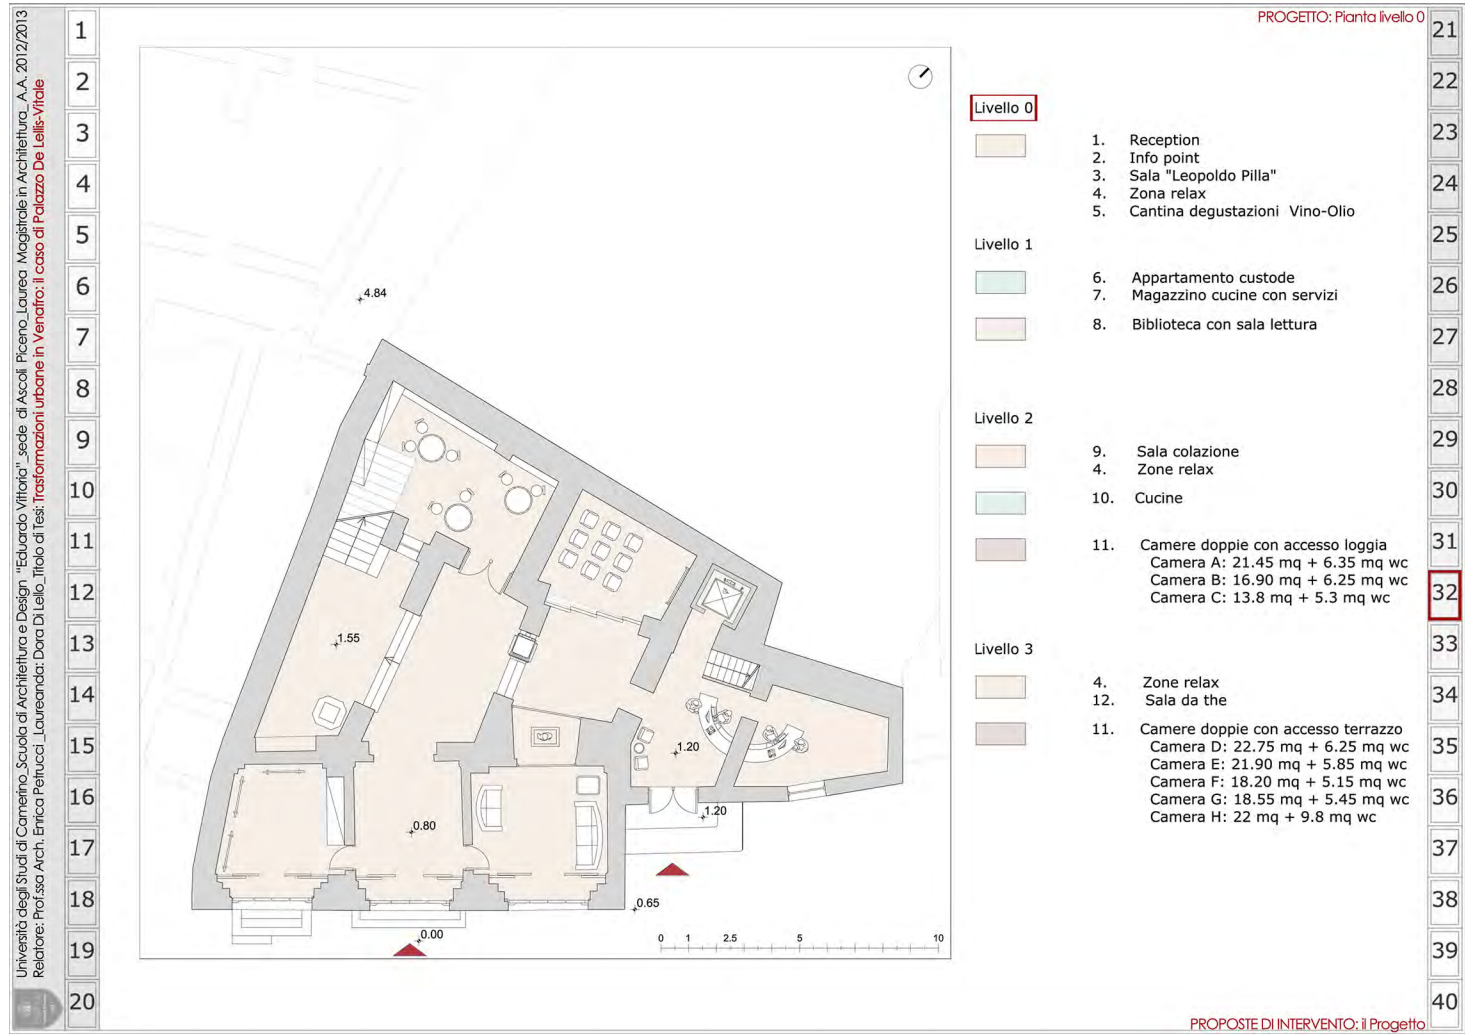 Università degli Studi di Camerino_Scuola di Architettura e Design "Eduardo Vittoria"_sede di Ascoli Piceno_Laurea Magistrale in Architettura_ A.A. 2012/2013
Relatore: Prof.ssa Arch. Enrica Petrucci _Laureanda: Dora Di Lello_Titolo di Tesi: Trasformazioni urbane in Venafro: il caso di Palazzo De Lellis-Vitale
1
2
3
4
5
6
7
8
9
10
11
12
13
14
15
16
17
18
19
20
PROGETTO: Pianta livello 0
4.84
1.55
1.20
1.20
0.80
0.65
0.00
0 1 2.5 5 10
Livello 0
1. Reception
2. Info point
3. Sala "Leopoldo Pilla"
4. Zona relax
5. Cantina degustazioni Vino-Olio
Livello 1
6. Appartamento custode
7. Magazzino cucine con servizi
8. Biblioteca con sala lettura
Livello 2
9. Sala colazione
4. Zone relax
10. Cucine
11. Camere doppie con accesso loggia
Camera A: 21.45 mq + 6.35 mq wc
Camera B: 16.90 mq + 6.25 mq wc
Camera C: 13.8 mq + 5.3 mq wc
Livello 3
4. Zone relax
12. Sala da the
11. Camere doppie con accesso terrazzo
Camera D: 22.75 mq + 6.25 mq wc
Camera E: 21.90 mq + 5.85 mq wc
Camera F: 18.20 mq + 5.15 mq wc
Camera G: 18.55 mq + 5.45 mq wc
Camera H: 22 mq + 9.8 mq wc
PROPOSTE DI INTERVENTO: il Progetto
21
22
23
24
25
26
27
28
29
30
31
32
33
34
35
36
37
38
39
40